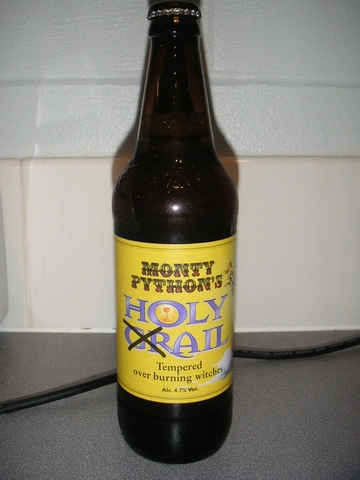 MONTY
PYTHON'S
HOLY
GRAIL
Tempered
over burning witches
Alc. 4.7% Vol.